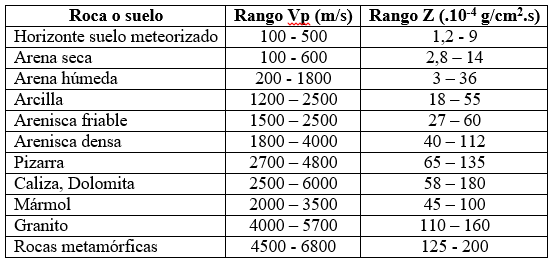 Roca o suelo Rango Vp (m/s) Rango Z (.10-4 g/cm2.s)
Horizonte suelo meteorizado 100 - 500 1,2 - 9
Arena seca 100 - 600 2,8 – 14
Arena húmeda 200 - 1800 3 – 36
Arcilla 1200 – 2500 18 – 55
Arenisca friable 1500 – 2500 27 – 60
Arenisca densa 1800 – 4000 40 – 112
Pizarra 2700 – 4800 65 – 135
Caliza, Dolomita 2500 – 6000 58 – 180
Mármol 2000 – 3500 45 – 100
Granito 4000 – 5700 110 – 160
Rocas metamórficas 4500 - 6800 125 - 200